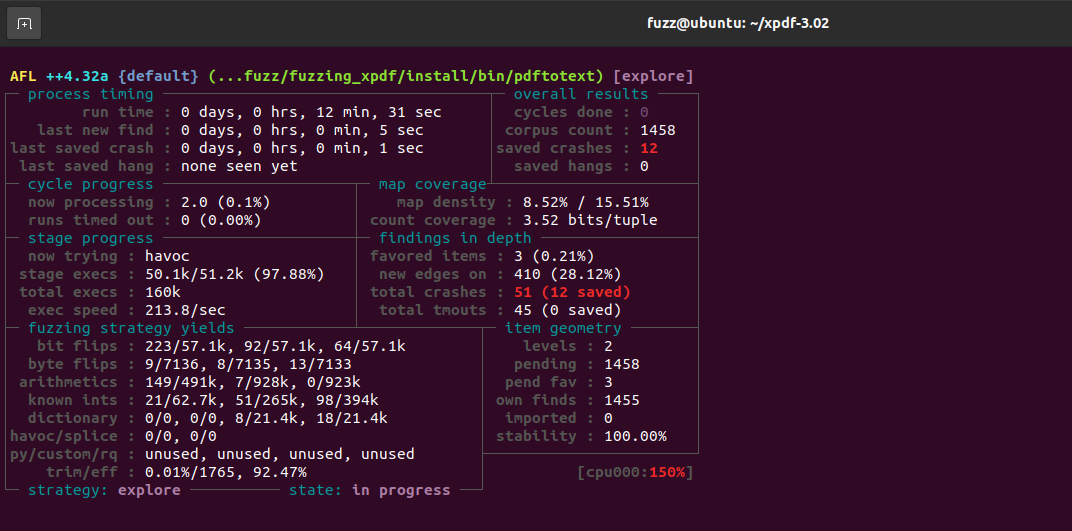 fuzz@ubuntu: ~/xpdf-3.02
AFL ++4.32a {default} (...fuzz/fuzzing_xpdf/install/bin/pdftotext) [explore]
process timing overall results
run time : 0 days, 0 hrs, 12 min, 31 sec cycles done : 0
last new find : 0 days, 0 hrs, 0 min, 5 sec corpus count : 1458
last saved crash : 0 days, 0 hrs, 0 min, 1 sec saved crashes : 12
last saved hang : none seen yet saved hangs : 0
cycle progress map coverage
now processing : 2.0 (0.1%) map density : 8.52% / 15.51%
runs timed out : 0 (0.00%) count coverage : 3.52 bits/tuple
stage progress findings in depth
now trying : havoc favored items : 3 (0.21%)
stage execs : 50.1k/51.2k (97.88%) new edges on : 410 (28.12%)
total execs : 160k total crashes : 51 (12 saved)
exec speed : 213.8/sec total tmouts : 45 (0 saved)
fuzzing strategy yields item geometry
bit flips : 223/57.1k, 92/57.1k, 64/57.1k levels : 2
byte flips : 9/7136, 8/7135, 13/7133 pending : 1458
arithmetics : 149/491k, 7/928k, 0/923k pend fav : 3
known ints : 21/62.7k, 51/265k, 98/394k own finds : 1455
dictionary : 0/0, 0/0, 8/21.4k, 18/21.4k imported : 0
havoc/splice : 0/0, 0/0 stability : 100.00%
py/custom/rq : unused, unused, unused, unused
trim/eff : 0.01%/1765, 92.47% [cpu000:150%]
strategy: explore state: in progress